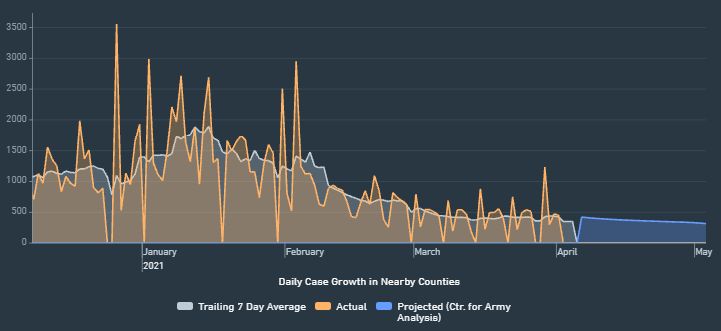 3500
3000
2500
2000
1500
1000
500
0
January
2021
February
March
April
May
Daily Case Growth in Nearby Counties
Trailing 7 Day Average
Actual
Projected (Ctr. for Army
Analysis)